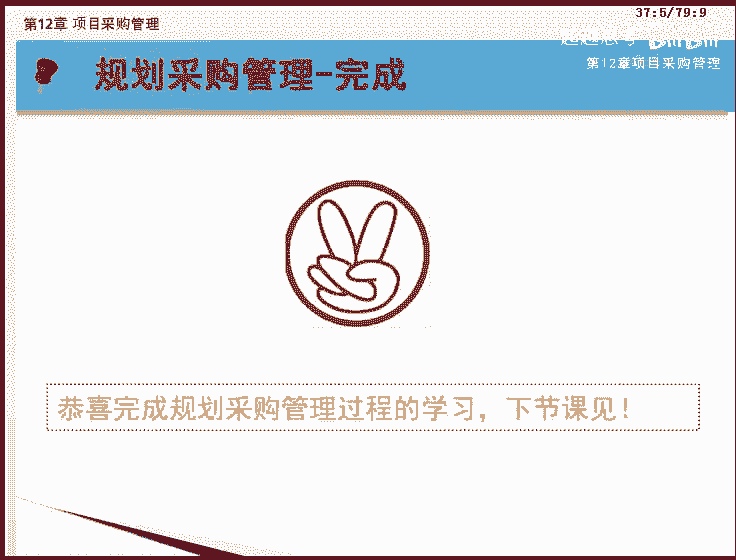 第12章 项目采购管理
37:5/79:9
第12章项目采购管理
规划采购管理-完成
恭喜完成规划采购管理过程的学习，下节课见！